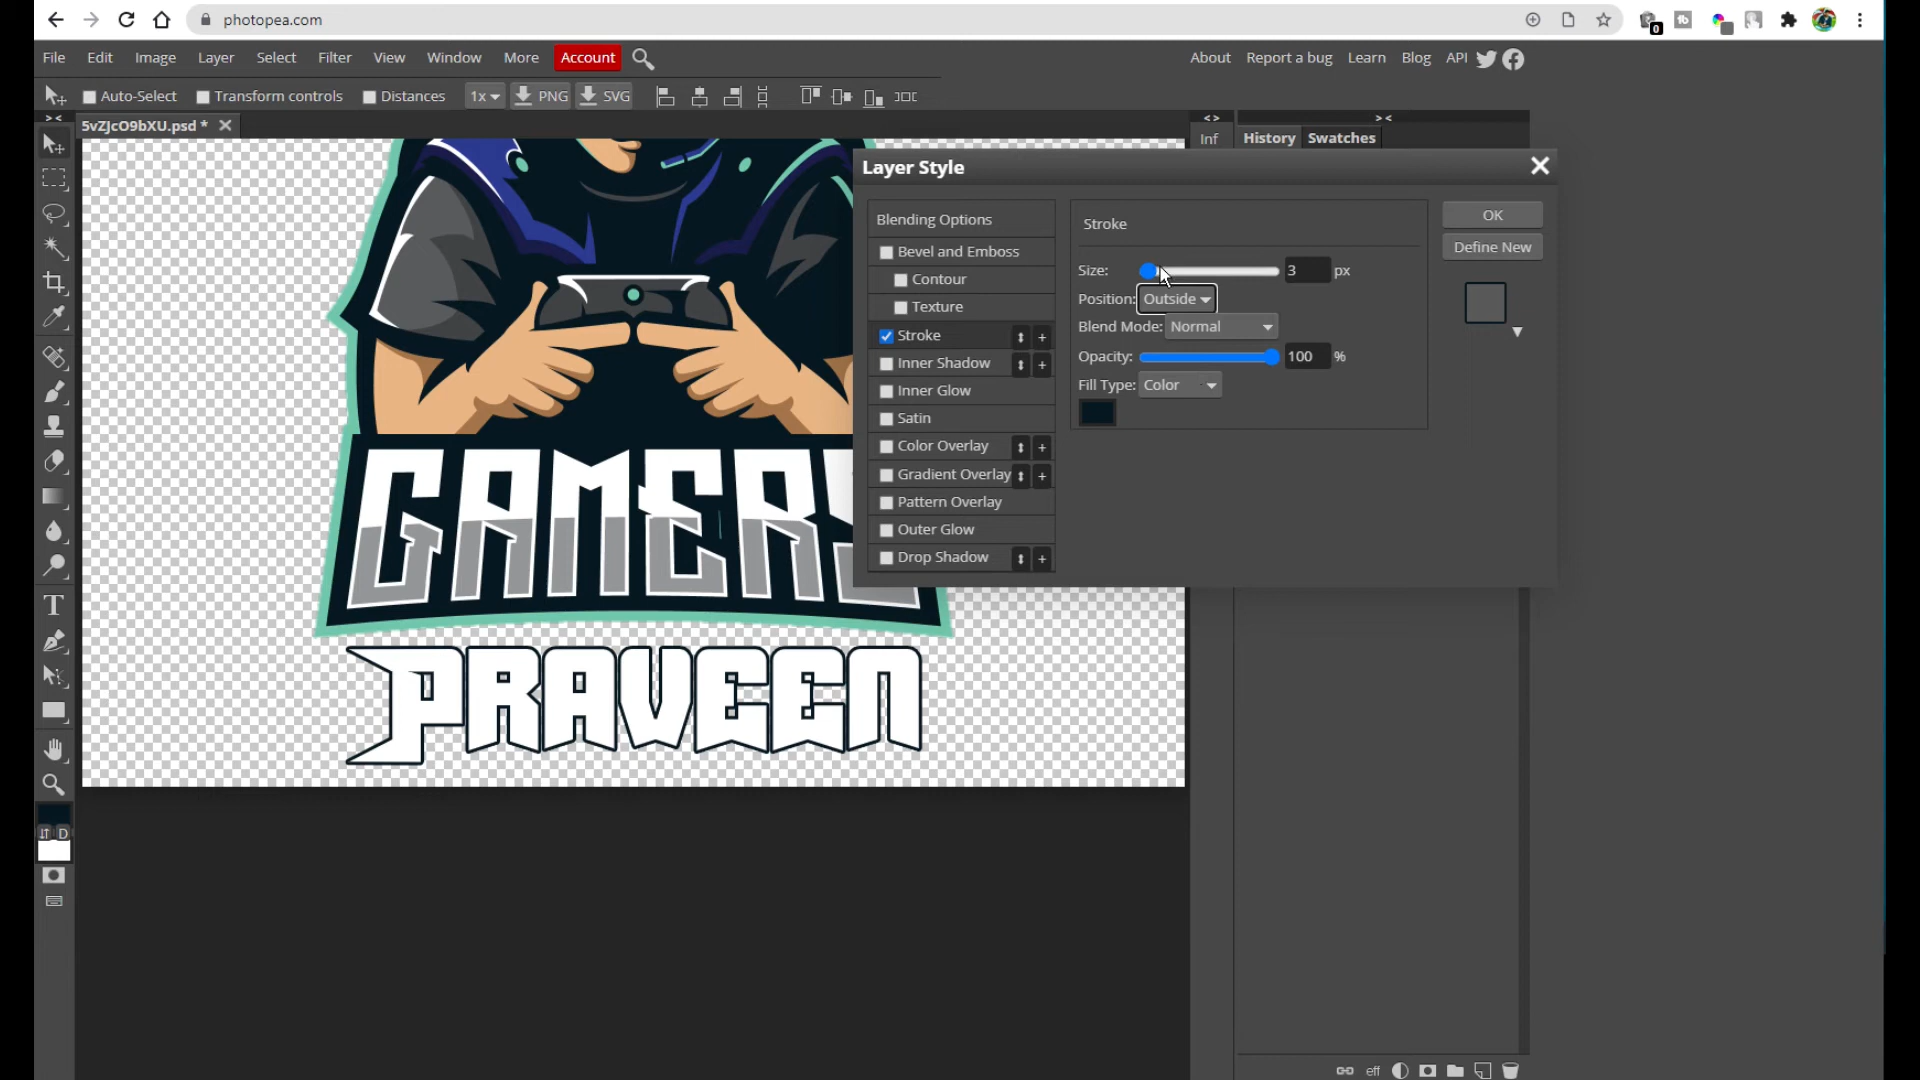 photopea.com
0
File Edit Image Layer Select Filter View Window More Account
About Report a bug Learn Blog API
Auto-Select Transform controls Distances 1x PNG SVG
5vZJcO9bXU.psd *
Inf History Swatches
Layer Style
Blending Options
Bevel and Emboss
Contour
Texture
Stroke
Inner Shadow
Inner Glow
Satin
Color Overlay
Gradient Overlay
Pattern Overlay
Outer Glow
Drop Shadow
Stroke
Size: 3 px
Position: Outside
Blend Mode: Normal
Opacity: 100 %
Fill Type: Color
OK
Define New
GAMERS
PRAVEEN
T
D
eff